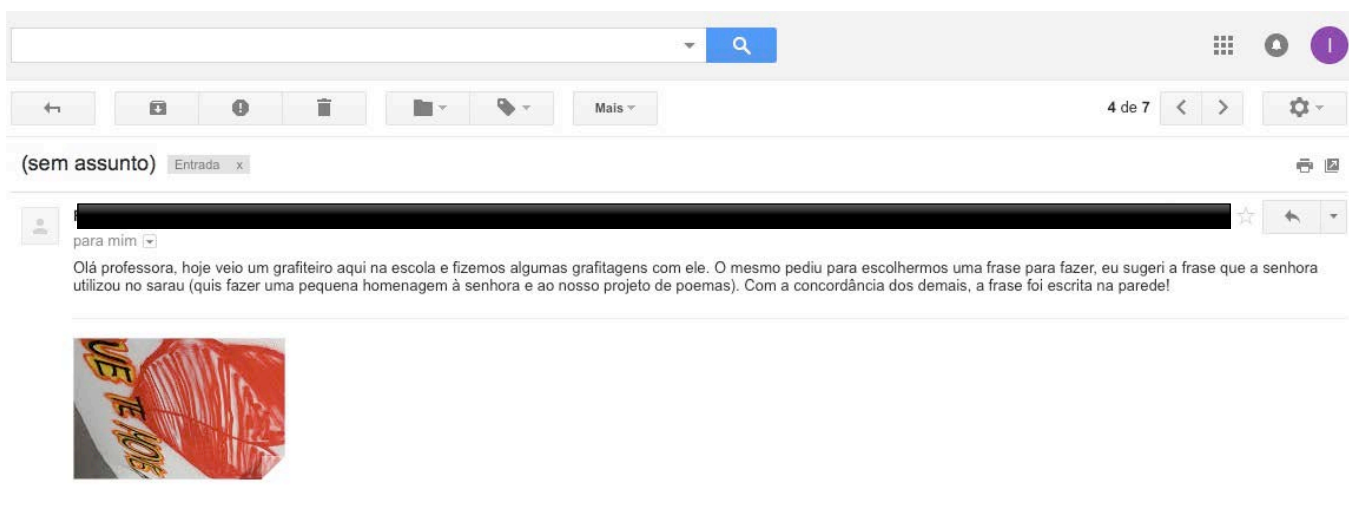 I
Mais
4 de 7
(sem assunto) Entrada x
para mim
Olá professora, hoje veio um grafiteiro aqui na escola e fizemos algumas grafitagens com ele. O mesmo pediu para escolhermos uma frase para fazer, eu sugeri a frase que a senhora
utilizou no sarau (quis fazer uma pequena homenagem à senhora e ao nosso projeto de poemas). Com a concordância dos demais, a frase foi escrita na parede!
UE TE